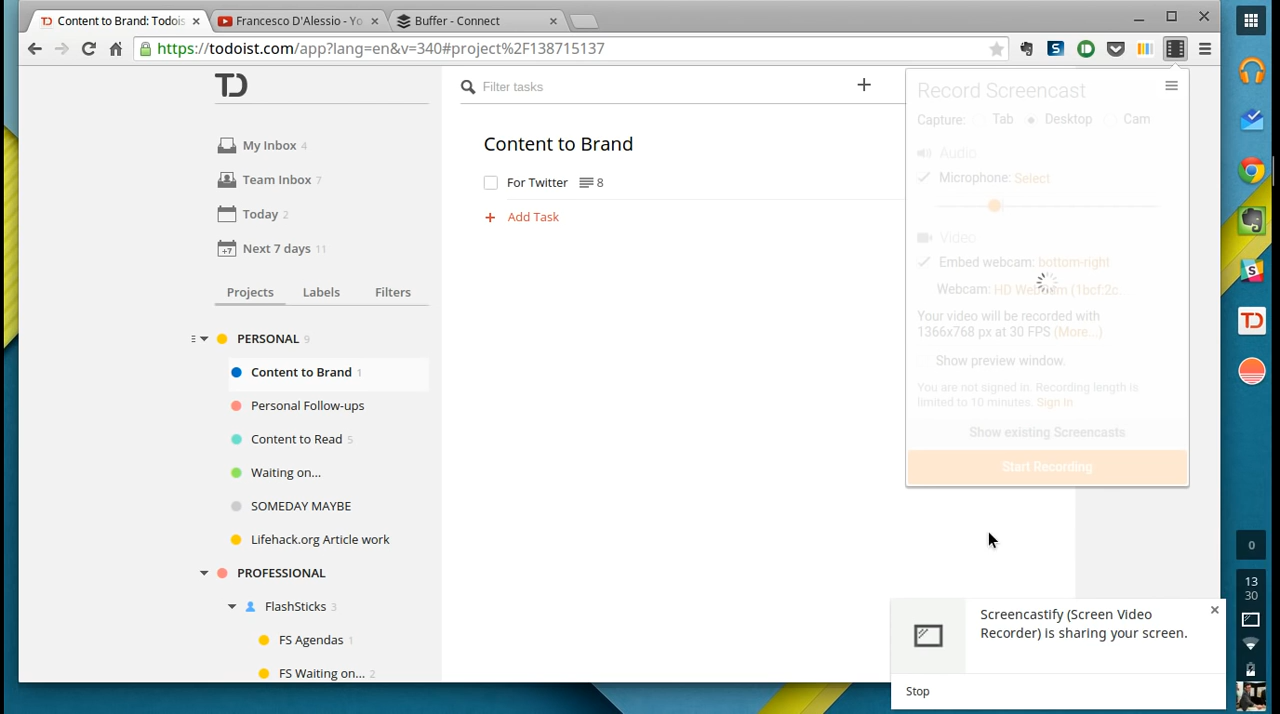 Content to Brand: Todois
Francesco D'Alessio - Yo
Buffer - Connect
https://todoist.com/app?lang=en&v=340#project%2F138715137
TD
Filter tasks
My Inbox 4
Team Inbox 7
Today 2
+7 Next 7 days 11
Projects Labels Filters
PERSONAL 9
Content to Brand 1
Personal Follow-ups
Content to Read 5
Waiting on...
SOMEDAY MAYBE
Lifehack.org Article work
PROFESSIONAL
FlashSticks 3
FS Agendas 1
FS Waiting on... 2
Content to Brand
For Twitter 8
+ Add Task
Record Screencast
Capture: Tab Desktop Cam
Audio
Microphone: Select
Video
Embed webcam: bottom-right
Webcam: HD Webcam (1bcf:2c...
Your video will be recorded with
1366x768 px at 30 FPS (More...)
Show preview window.
You are not signed in. Recording length is
limited to 10 minutes. Sign In
Show existing Screencasts
Start Recording
Screencastify (Screen Video
Recorder) is sharing your screen.
Stop
TD
0
13
30